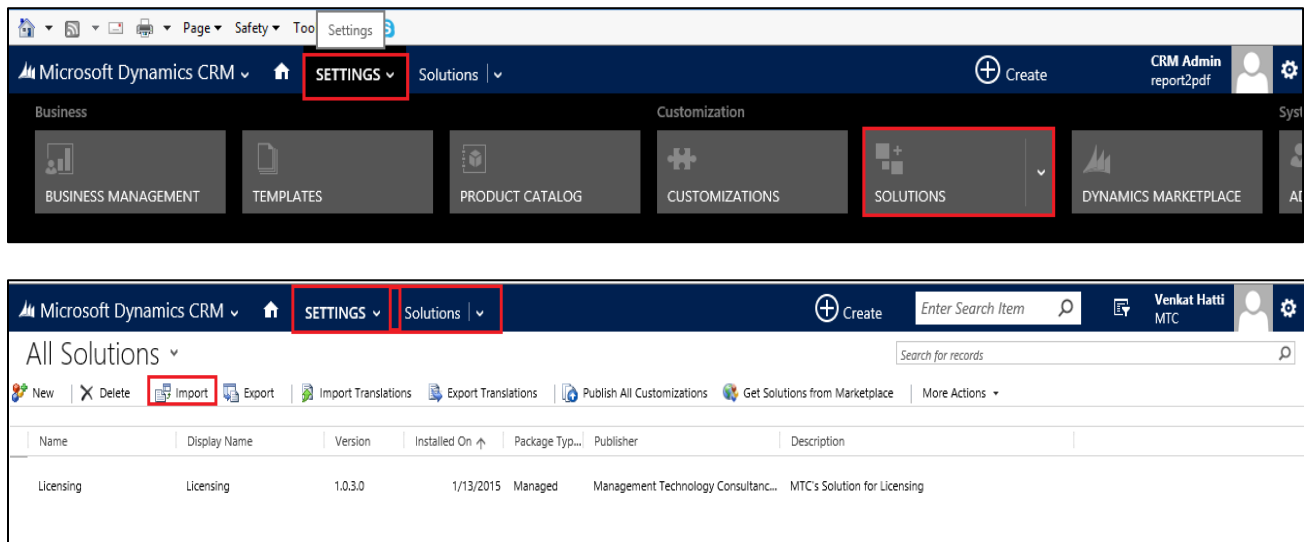 Page Safety Too Settings
Microsoft Dynamics CRM SETTINGS Solutions Create CRM Admin
report2pdf
Business Customization Syst
BUSINESS MANAGEMENT TEMPLATES PRODUCT CATALOG CUSTOMIZATIONS SOLUTIONS DYNAMICS MARKETPLACE AD
Microsoft Dynamics CRM SETTINGS Solutions Create Enter Search Item Venkat Hatti
MTC
All Solutions Search for records
New Delete Import Export Import Translations Export Translations Publish All Customizations Get Solutions from Marketplace More Actions
Name Display Name Version Installed On Package Typ... Publisher Description
Licensing Licensing 1.0.3.0 1/13/2015 Managed Management Technology Consultanc... MTC's Solution for Licensing